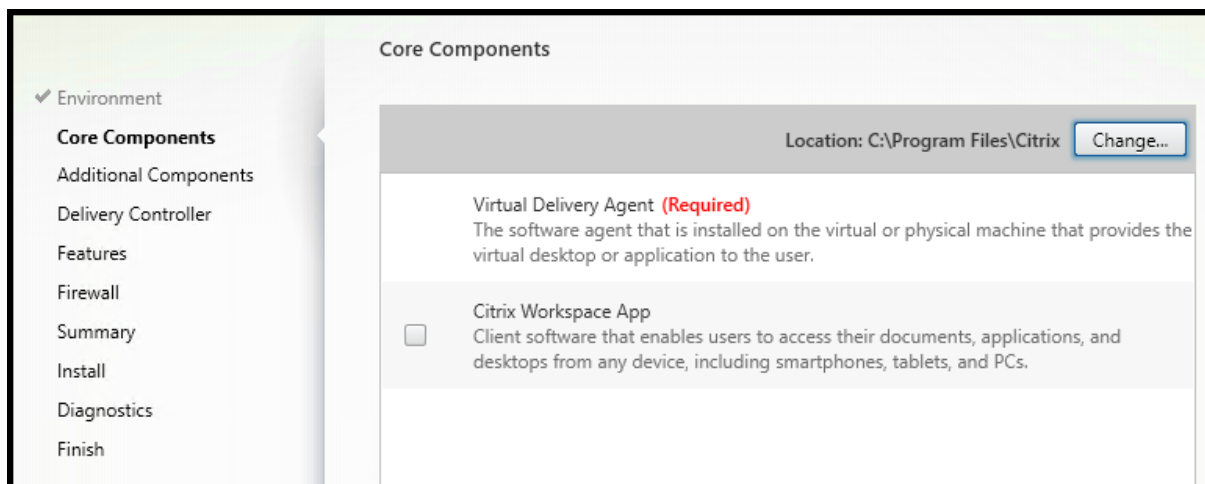 Core Components
Environment
Core Components
Additional Components
Delivery Controller
Features
Firewall
Summary
Install
Diagnostics
Finish
Location: C:\Program Files\Citrix Change...
Virtual Delivery Agent (Required)
The software agent that is installed on the virtual or physical machine that provides the
virtual desktop or application to the user.
Citrix Workspace App
Client software that enables users to access their documents, applications, and
desktops from any device, including smartphones, tablets, and PCs.